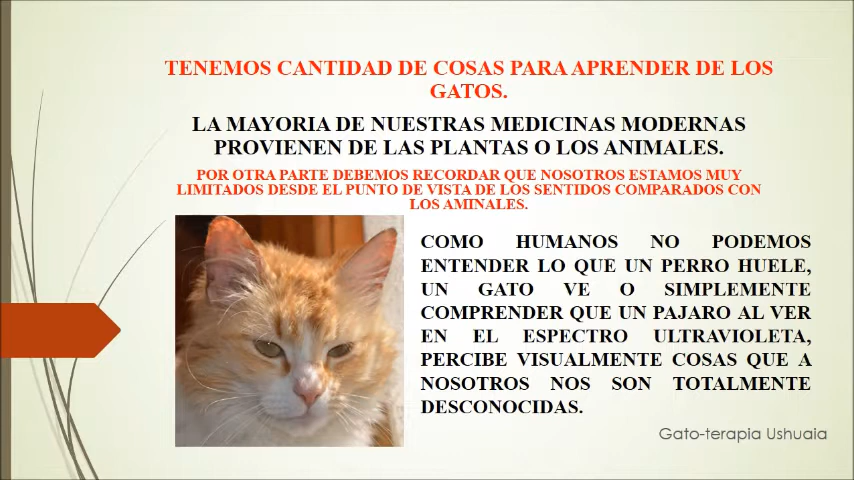 TENEMOS CANTIDAD DE COSAS PARA APRENDER DE LOS
GATOS.
LA MAYORIA DE NUESTRAS MEDICINAS MODERNAS
PROVIENEN DE LAS PLANTAS O LOS ANIMALES.
POR OTRA PARTE DEBEMOS RECORDAR QUE NOSOTROS ESTAMOS MUY
LIMITADOS DESDE EL PUNTO DE VISTA DE LOS SENTIDOS COMPARADOS CON
LOS AMINALES.
COMO HUMANOS NO PODEMOS
ENTENDER LO QUE UN PERRO HUELE,
UN GATO VE O SIMPLEMENTE
COMPRENDER QUE UN PAJARO AL VER
EN EL ESPECTRO ULTRAVIOLETA,
PERCIBE VISUALMENTE COSAS QUE A
NOSOTROS NOS SON TOTALMENTE
DESCONOCIDAS.
Gato-terapia Ushuaia